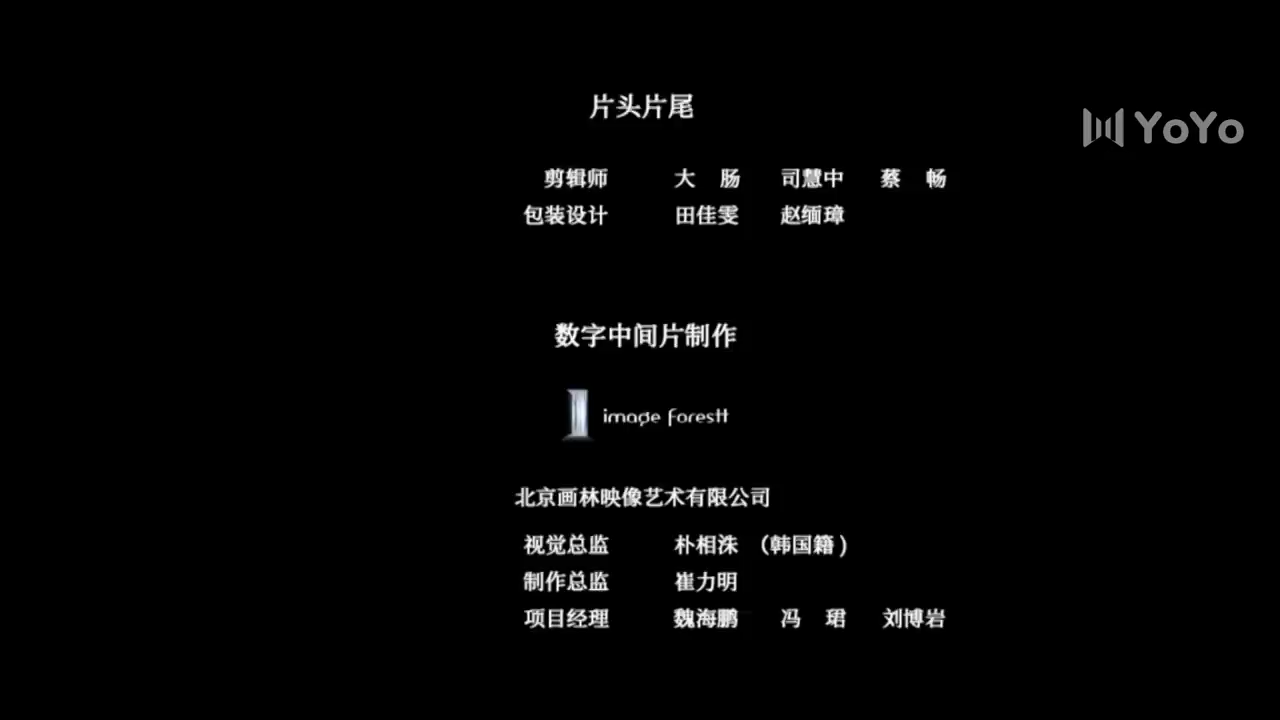 片头片尾
YoYo
剪辑师 大 肠 司慧中 蔡 畅
包装设计 田佳雯 赵缅璋
数字中间片制作
image forestt
北京画林映像艺术有限公司
视觉总监 朴相洙 (韩国籍)
制作总监 崔力明
项目经理 魏海鹏 冯 珺 刘博岩